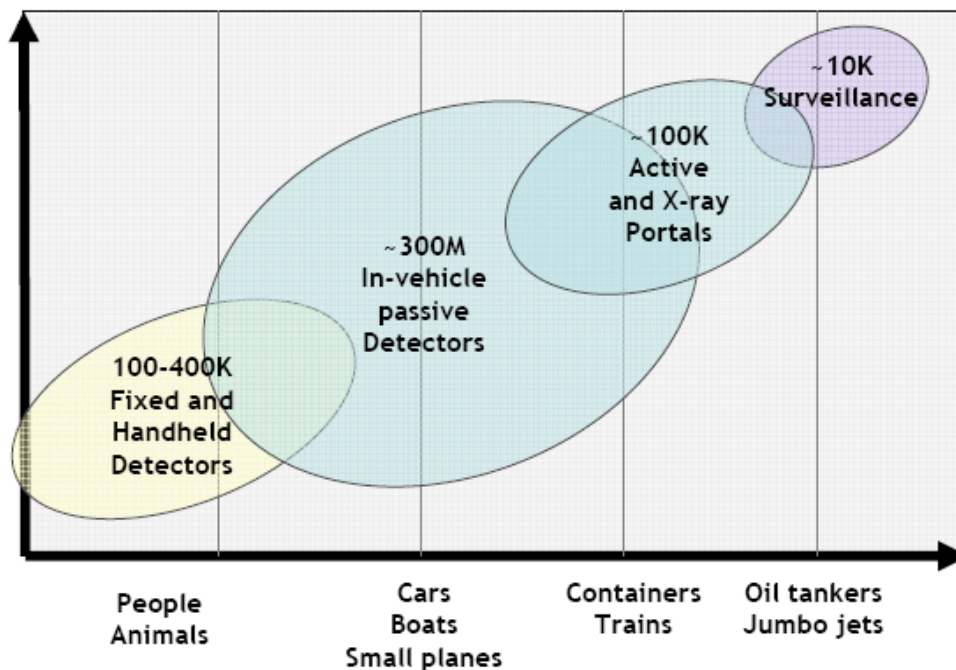 ~10K
Surveillance
~100K
Active
and X-ray
Portals
~300M
In-vehicle
passive
Detectors
100-400K
Fixed and
Handheld
Detectors
People
Animals
Cars
Boats
Small planes
Containers
Trains
Oil tankers
Jumbo jets